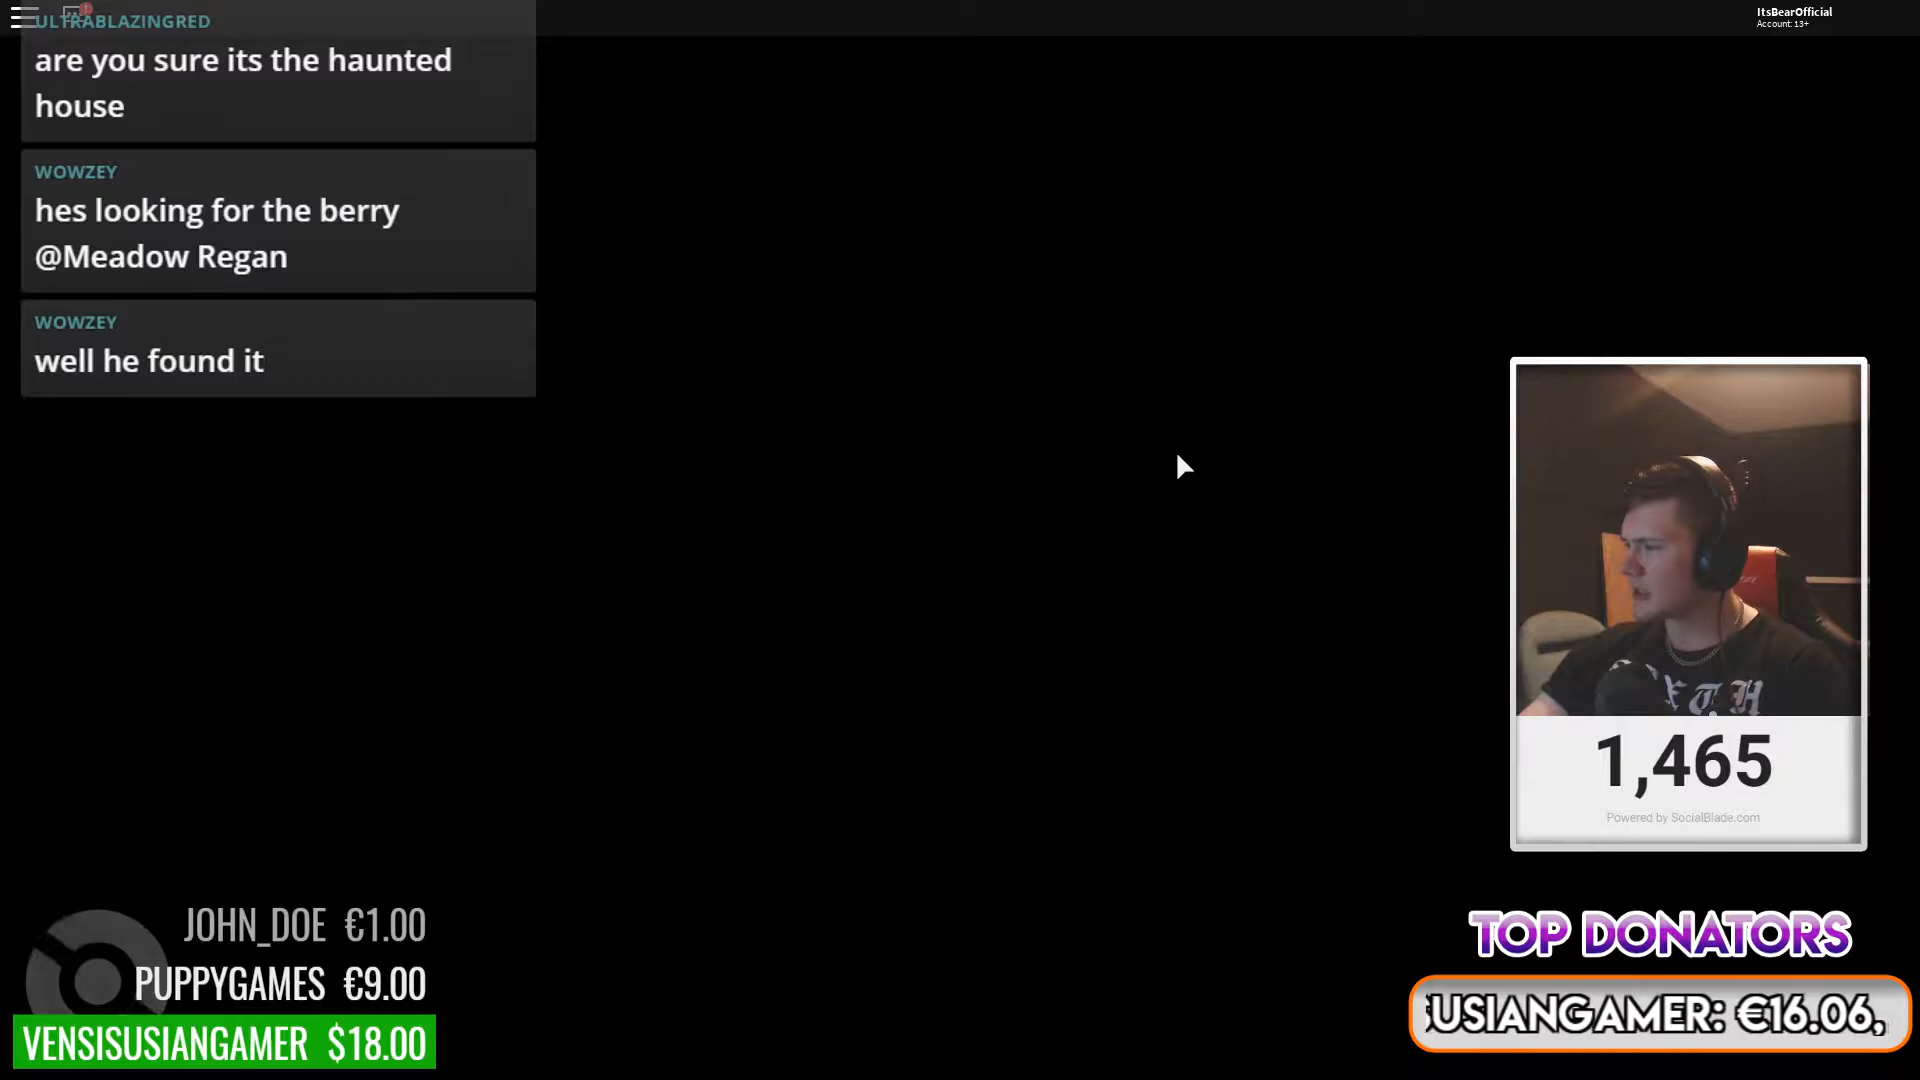 ULTRABLAZINGRED
are you sure its the haunted
house
WOWZEY
hes looking for the berry
@Meadow Regan
WOWZEY
well he found it
ItsBearOfficial
Account: 13+
XTH
1,465
Powered by SocialBlade.com
JOHN_DOE €1.00
PUPPYGAMES €9.00
VENSISUSIANGAMER $18.00
TOP DONATORS
SUSIANGAMER: €16.06,